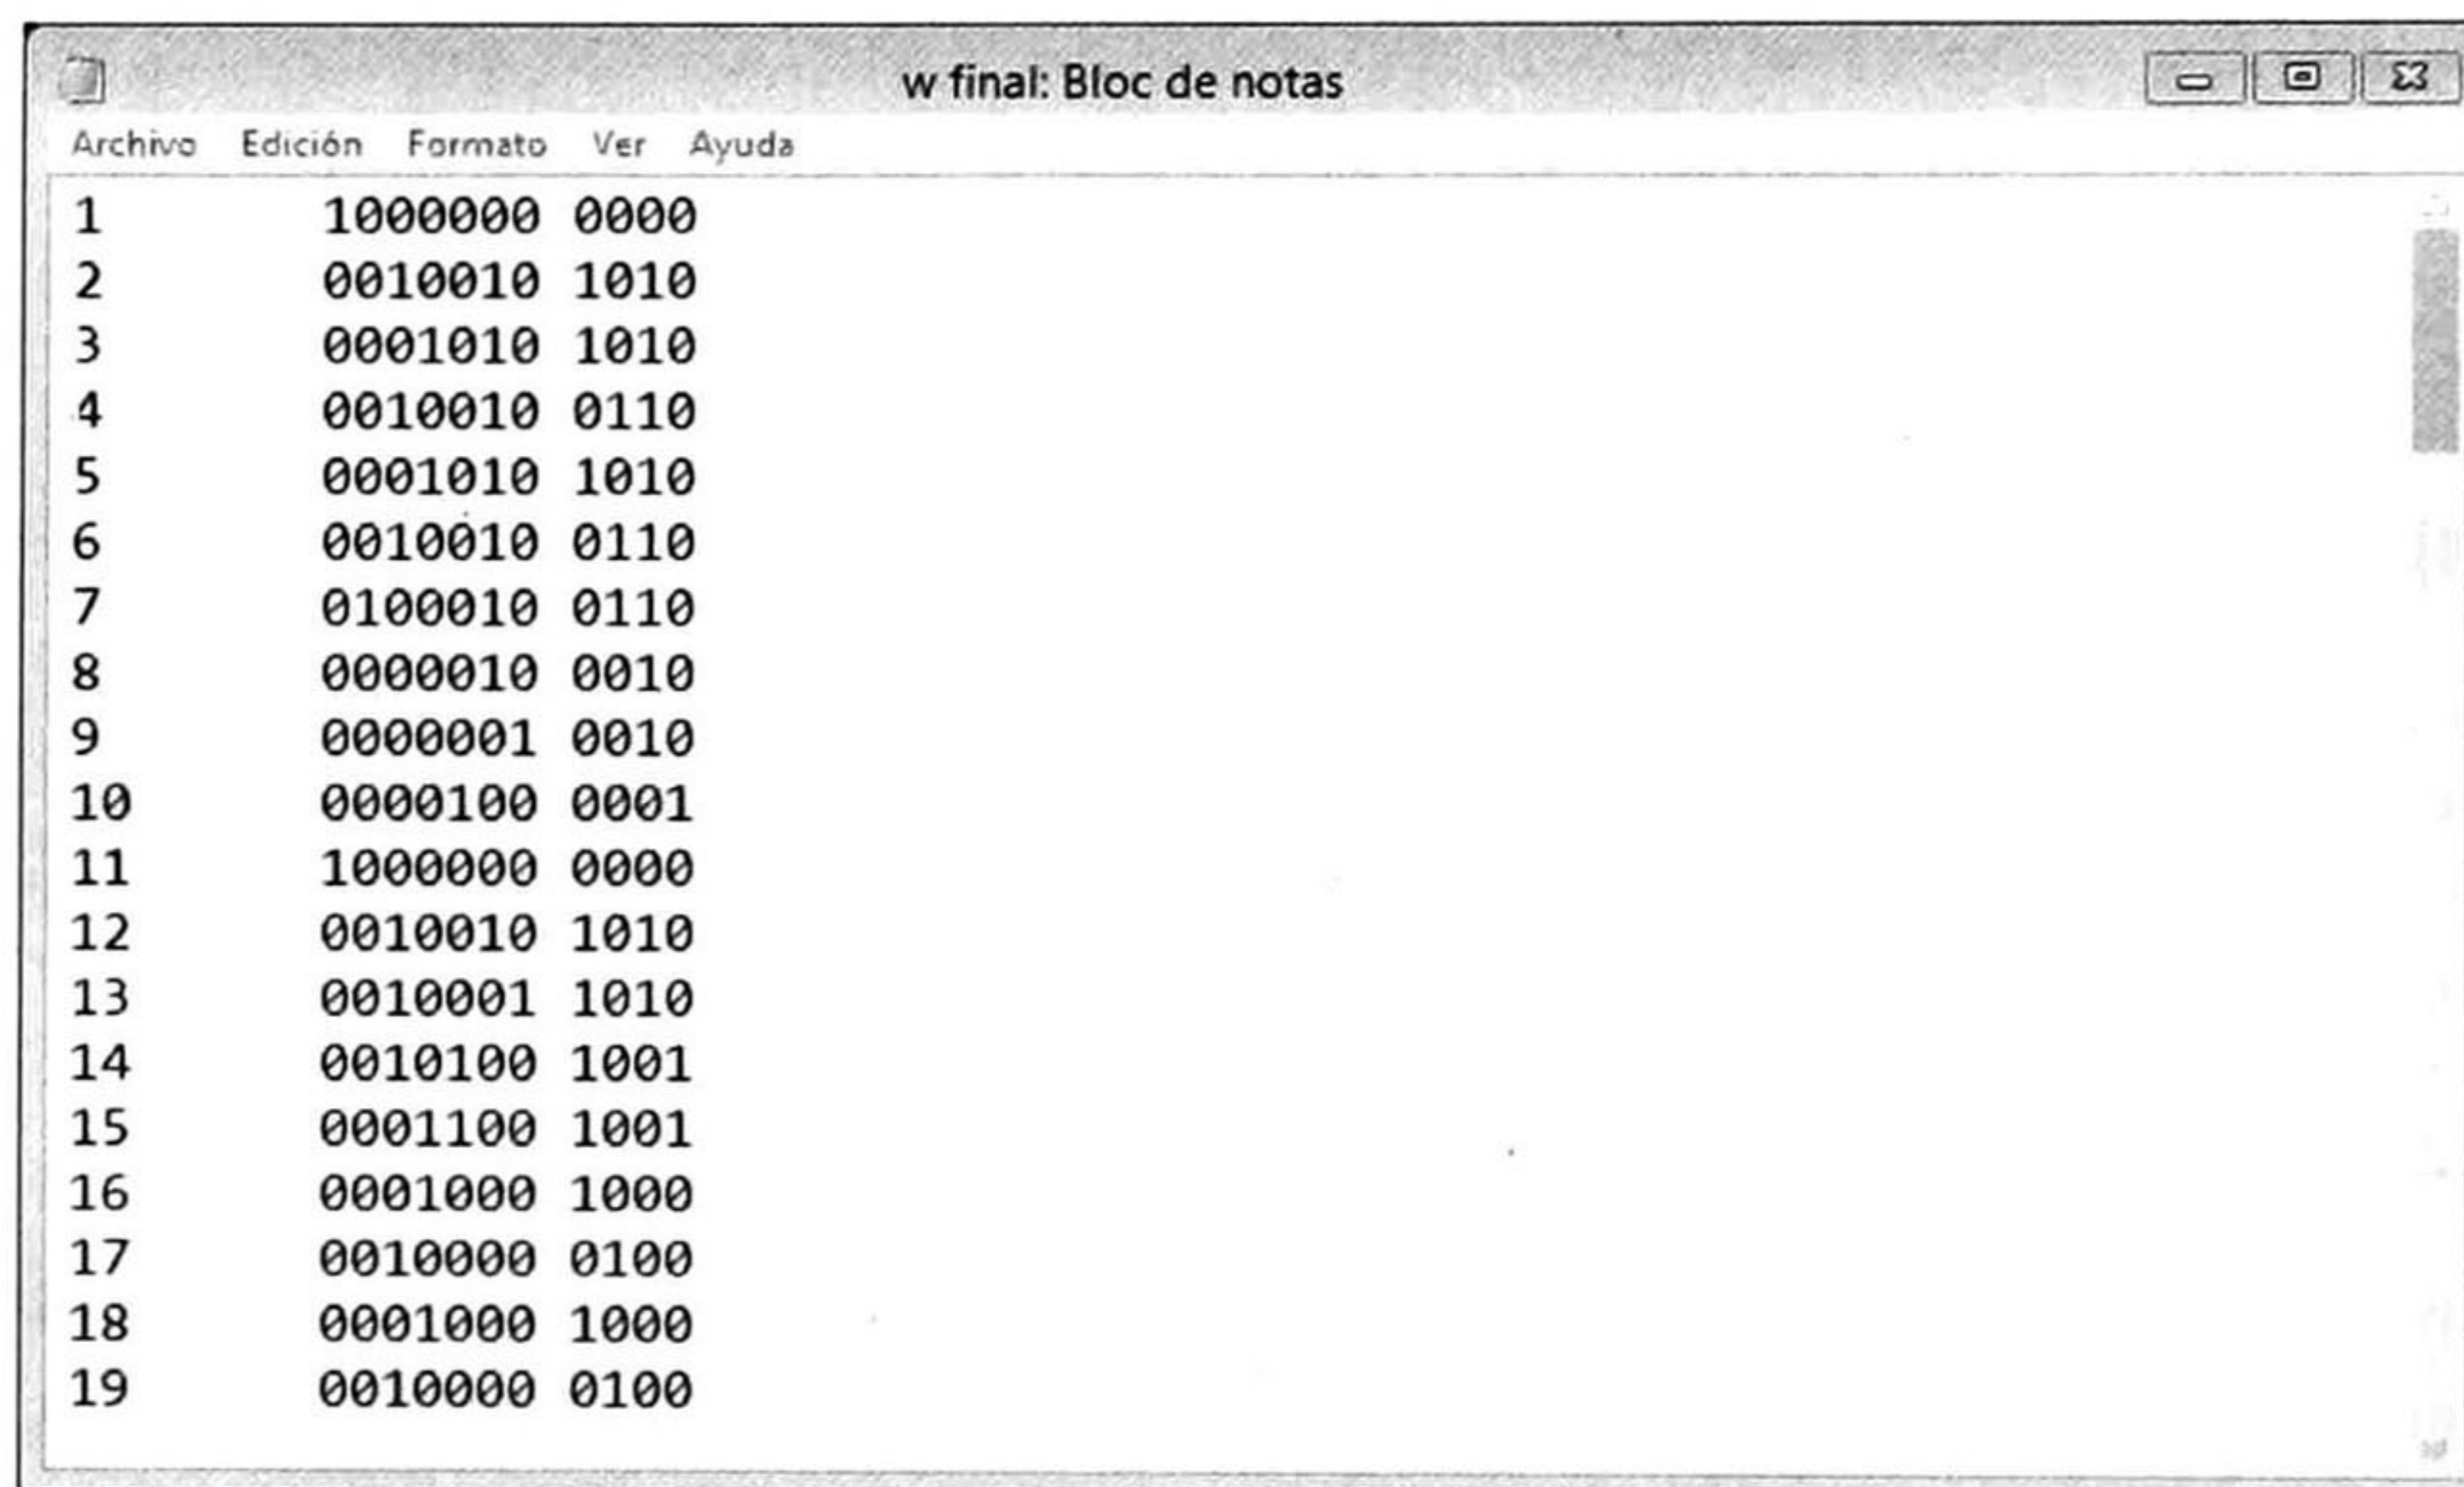 w final: Bloc de notas
Archivo Edición Formato Ver Ayuda
1 1000000 0000
2 0010010 1010
3 0001010 1010
4 0010010 0110
5 0001010 1010
6 0010010 0110
7 0100010 0110
8 0000010 0010
9 0000001 0010
10 0000100 0001
11 1000000 0000
12 0010010 1010
13 0010001 1010
14 0010100 1001
15 0001100 1001
16 0001000 1000
17 0010000 0100
18 0001000 1000
19 0010000 0100